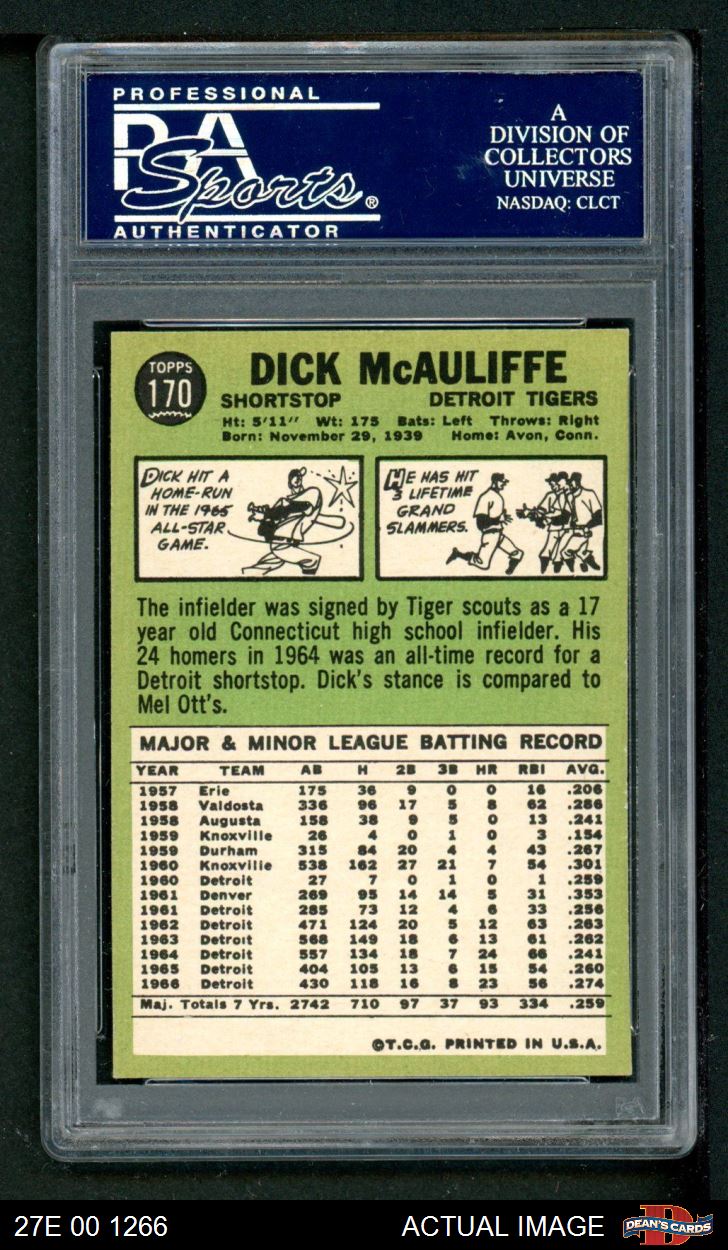 PROFESSIONAL
PSA
Sports®
AUTHENTICATOR
A
DIVISION OF
COLLECTORS
UNIVERSE
NASDAQ: CLCT
TOPPS
170
DICK McAULIFFE
SHORTSTOP DETROIT TIGERS
Ht: 5'11" Wt: 175 Bats: Left Throws: Right
Born: November 29, 1939 Home: Avon, Conn.
DICK HIT A
HOME-RUN
IN THE 1965
ALL-STAR
GAME.
HE HAS HIT
3 LIFETIME
GRAND
SLAMMERS.
The infielder was signed by Tiger scouts as a 17
year old Connecticut high school infielder. His
24 homers in 1964 was an all-time record for a
Detroit shortstop. Dick's stance is compared to
Mel Ott's.
MAJOR & MINOR LEAGUE BATTING RECORD
YEAR TEAM AB H 2B 3B HR RBI AVG.
1957 Erie 175 36 9 0 0 16 .206
1958 Valdosta 336 96 17 5 8 62 .286
1958 Augusta 158 38 9 5 0 13 .241
1959 Knoxville 26 4 0 1 0 3 .154
1959 Durham 315 84 20 4 4 43 .267
1960 Knoxville 538 162 27 21 7 54 .301
1960 Detroit 27 7 0 1 0 1 .259
1961 Denver 269 95 14 14 5 31 .353
1961 Detroit 285 73 12 4 6 33 .256
1962 Detroit 471 124 20 5 12 63 .263
1963 Detroit 568 149 18 6 13 61 .262
1964 Detroit 557 134 18 7 24 66 .241
1965 Detroit 404 105 13 6 15 54 .260
1966 Detroit 430 118 16 8 23 56 .274
Maj. Totals 7 Yrs. 2742 710 97 37 93 334 .259
©T.C.G. PRINTED IN U.S.A.
PSA
27E 00 1266 ACTUAL IMAGE
DEAN'S CARDS